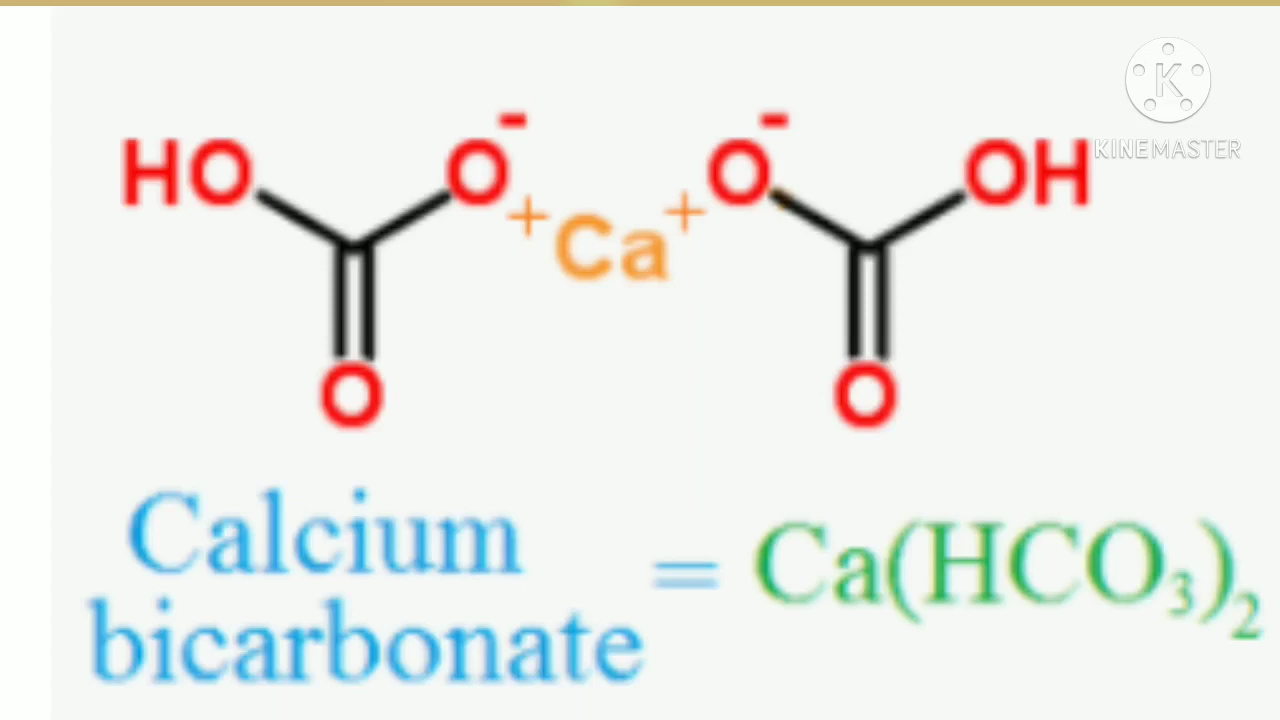 HO O⁻ ⁺Ca⁺ O⁻ OH
O O
K
KINEMASTER
Calcium
bicarbonate = Ca(HCO₃)₂